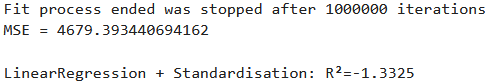 Fit process ended was stopped after 1000000 iterations
MSE = 4679.393440694162
LinearRegression + Standardisation: R²=-1.3325